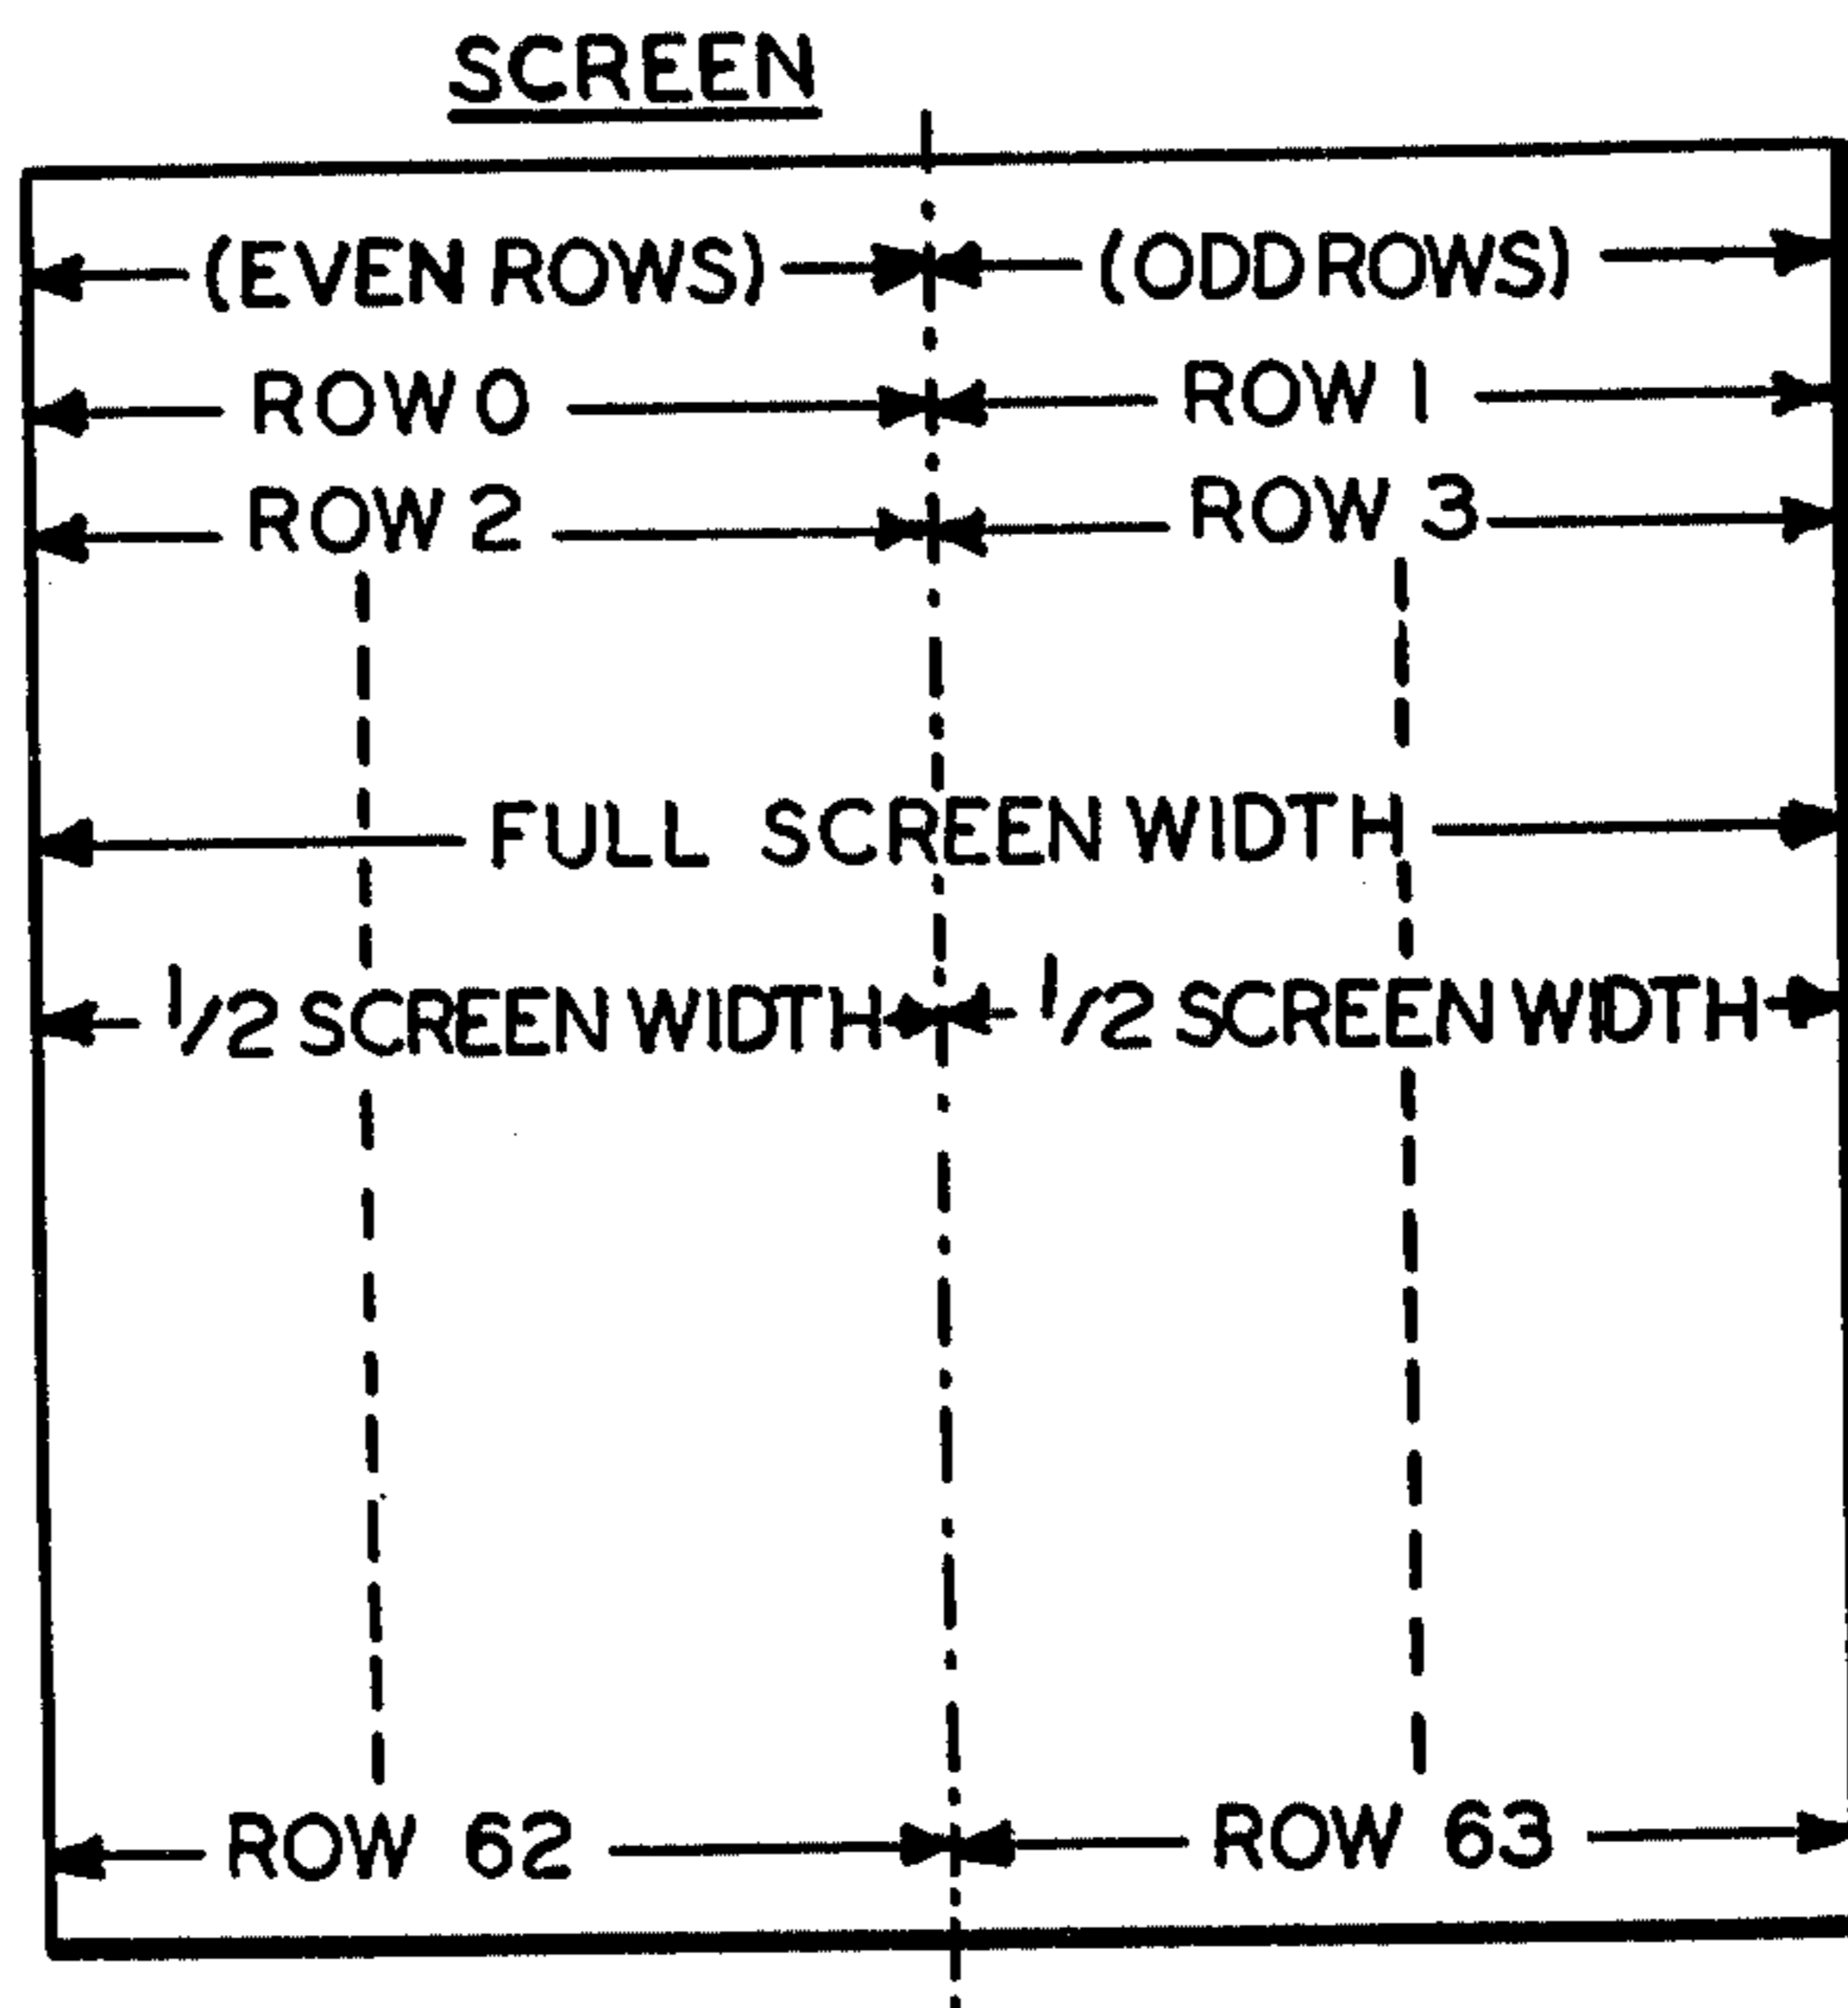 SCREEN
(EVEN ROWS) (ODD ROWS)
ROW 0 ROW 1
ROW 2 ROW 3
FULL SCREEN WIDTH
1/2 SCREEN WIDTH 1/2 SCREEN WIDTH
ROW 62 ROW 63